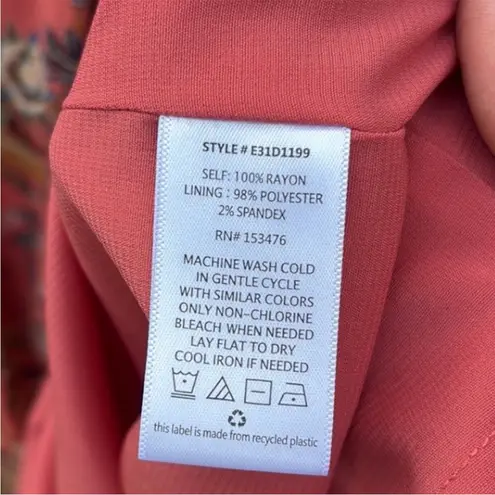 STYLE # E31D1199
SELF: 100% RAYON
LINING : 98% POLYESTER
2% SPANDEX
RN# 153476
MACHINE WASH COLD
IN GENTLE CYCLE
WITH SIMILAR COLORS
ONLY NON-CHLORINE
BLEACH WHEN NEEDED
LAY FLAT TO DRY
COOL IRON IF NEEDED
this label is made from recycled plastic